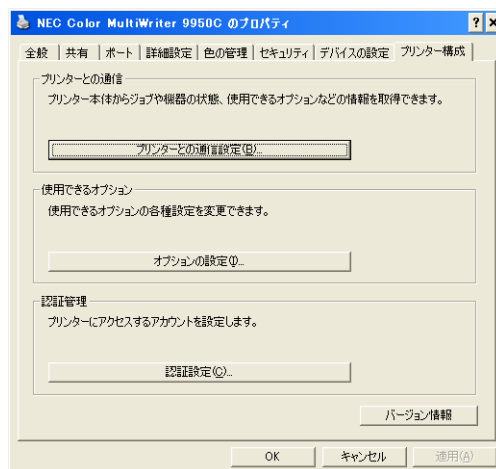 NEC Color MultiWriter 9950C のプロパティ
全般 共有 ポート 詳細設定 色の管理 セキュリティ デバイスの設定 プリンター構成
プリンターとの通信
プリンター本体からジョブや機器の状態、使用できるオプションなどの情報を取得できます。
プリンターとの通信設定(B)...
使用できるオプション
使用できるオプションの各種設定を変更できます。
オプションの設定(I)...
認証管理
プリンターにアクセスするアカウントを設定します。
認証設定(C)...
バージョン情報
OK キャンセル 適用(A)